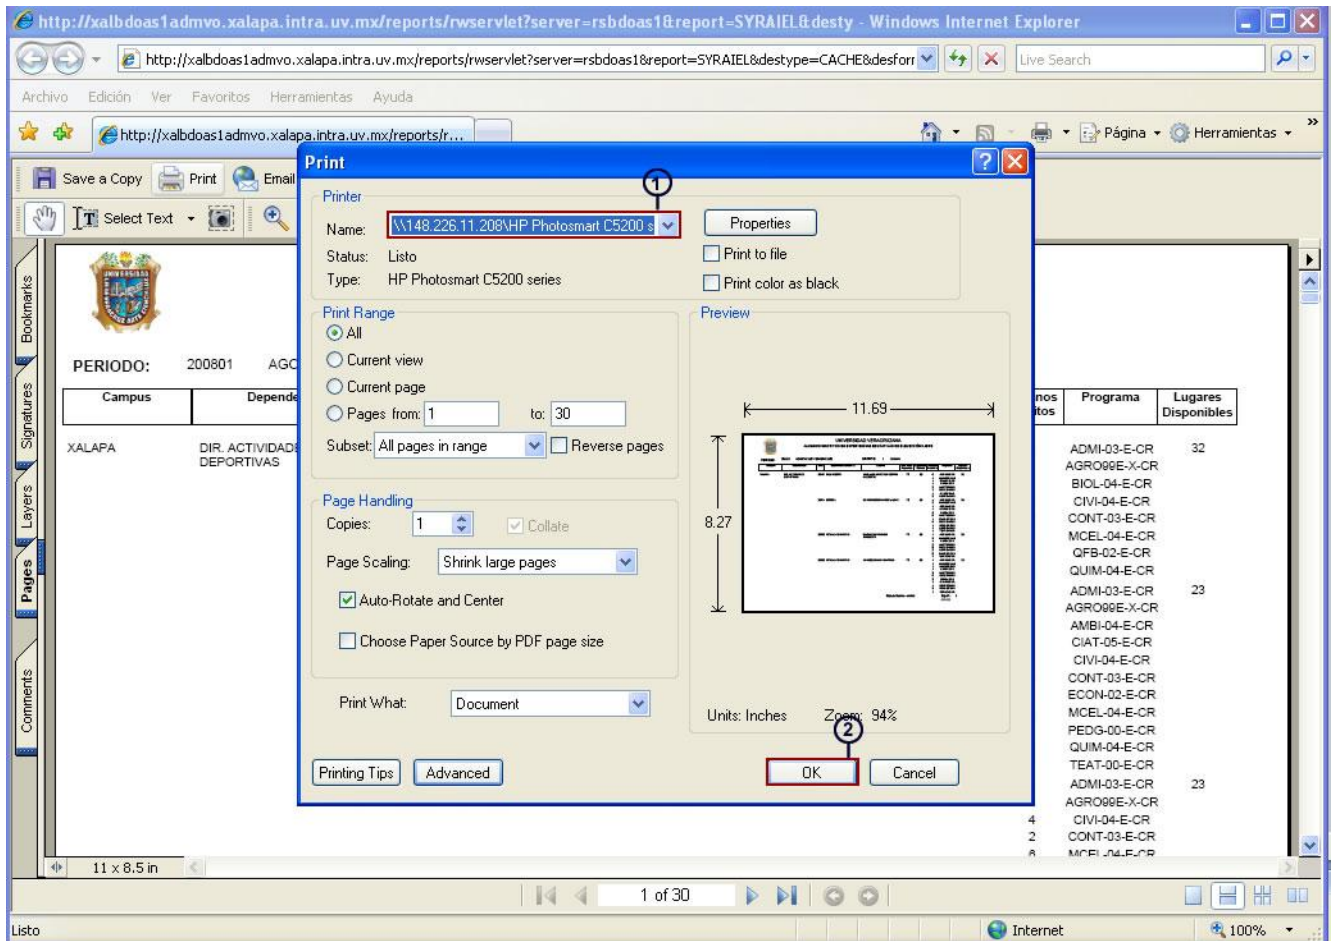 http://xalbdoas1admvo.xalapa.intra.uv.mx/reports/rwservlet?server=rsbdoas1&report=SYRAIEL&desty - Windows Internet Explorer
http://xalbdoas1admvo.xalapa.intra.uv.mx/reports/rwservlet?server=rsbdoas1&report=SYRAIEL&destype=CACHE&desforr
Live Search
Archivo Edición Ver Favoritos Herramientas Ayuda
http://xalbdoas1admvo.xalapa.intra.uv.mx/reports/r...
Página Herramientas
Save a Copy Print Email
Select Text
Print
1
Printer
Name: \\148.226.11.208\HP Photosmart C5200 s
Properties
Status: Listo
Print to file
Type: HP Photosmart C5200 series
Print color as black
Print Range
All
Current view
Current page
Pages from: 1 to: 30
Subset: All pages in range Reverse pages
Page Handling
Copies: 1 Collate
Page Scaling: Shrink large pages
Auto-Rotate and Center
Choose Paper Source by PDF page size
Print What: Document
Preview
11.69
8.27
UNIVERSIDAD VERACRUZANA
Units: Inches Zoom: 94%
2
Printing Tips Advanced OK Cancel
Bookmarks
Signatures
Layers
Pages
Comments
PERIODO: 200801 AGO
Campus Depende
nos
itos
Programa
Lugares
Disponibles
XALAPA DIR. ACTIVIDADE
DEPORTIVAS
ADMI-03-E-CR 32
AGRO99E-X-CR
BIOL-04-E-CR
CIVI-04-E-CR
CONT-03-E-CR
MCEL-04-E-CR
QFB-02-E-CR
QUIM-04-E-CR
ADMI-03-E-CR 23
AGRO99E-X-CR
AMBI-04-E-CR
CIAT-05-E-CR
CIVI-04-E-CR
CONT-03-E-CR
ECON-02-E-CR
MCEL-04-E-CR
PEDG-00-E-CR
QUIM-04-E-CR
TEAT-00-E-CR
ADMI-03-E-CR 23
AGRO99E-X-CR
4 CIVI-04-E-CR
2 CONT-03-E-CR
6 MCEL-04-E-CR
11 x 8.5 in
1 of 30
Listo
Internet
100%